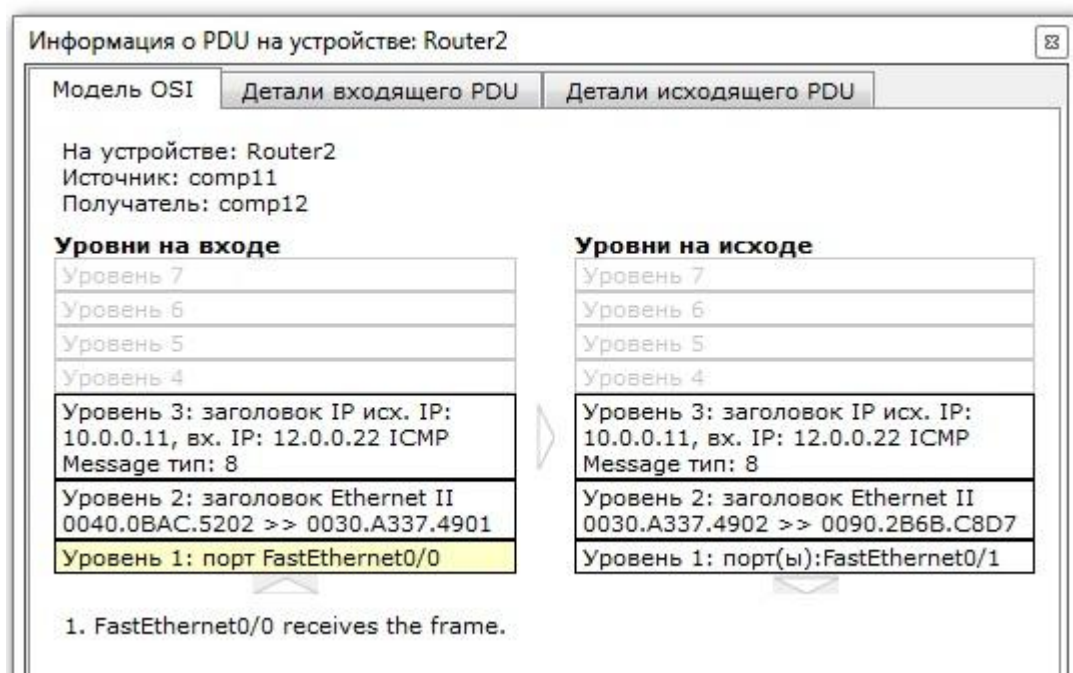 Информация о PDU на устройстве: Router2
Модель OSI
Детали входящего PDU
Детали исходящего PDU
На устройстве: Router2
Источник: comp11
Получатель: comp12
Уровни на входе
Уровень 7
Уровень 6
Уровень 5
Уровень 4
Уровень 3: заголовок IP исх. IP:
10.0.0.11, вх. IP: 12.0.0.22 ICMP
Message тип: 8
Уровень 2: заголовок Ethernet II
0040.0BAC.5202 >> 0030.A337.4901
Уровень 1: порт FastEthernet0/0
Уровни на исходе
Уровень 7
Уровень 6
Уровень 5
Уровень 4
Уровень 3: заголовок IP исх. IP:
10.0.0.11, вх. IP: 12.0.0.22 ICMP
Message тип: 8
Уровень 2: заголовок Ethernet II
0030.A337.4902 >> 0090.2B6B.C8D7
Уровень 1: порт(ы):FastEthernet0/1
1. FastEthernet0/0 receives the frame.